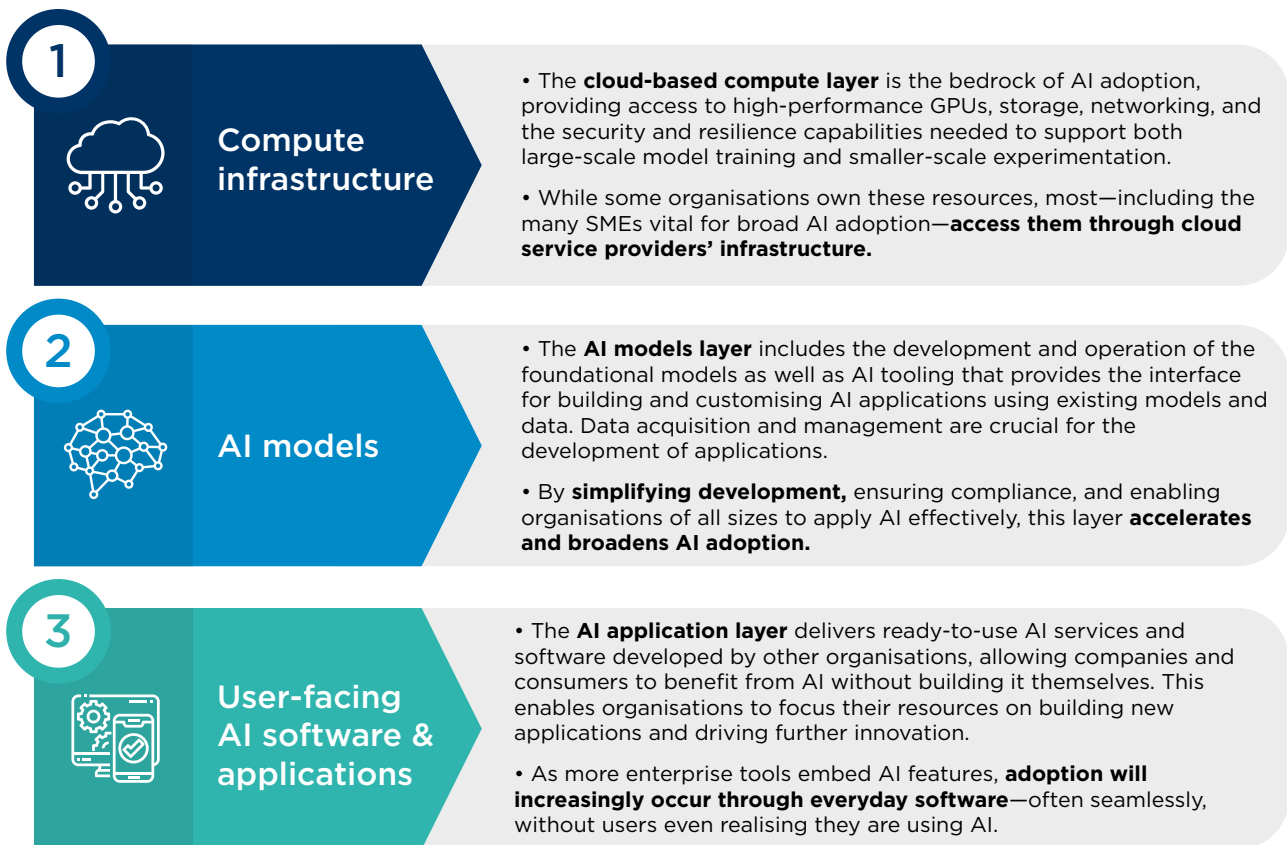 1
Compute
infrastructure
• The cloud-based compute layer is the bedrock of AI adoption,
providing access to high-performance GPUs, storage, networking, and
the security and resilience capabilities needed to support both
large-scale model training and smaller-scale experimentation.
• While some organisations own these resources, most—including the
many SMEs vital for broad AI adoption—access them through cloud
service providers’ infrastructure.
2
AI models
• The AI models layer includes the development and operation of the
foundational models as well as AI tooling that provides the interface
for building and customising AI applications using existing models and
data. Data acquisition and management are crucial for the
development of applications.
• By simplifying development, ensuring compliance, and enabling
organisations of all sizes to apply AI effectively, this layer accelerates
and broadens AI adoption.
3
User-facing
AI software &
applications
• The AI application layer delivers ready-to-use AI services and
software developed by other organisations, allowing companies and
consumers to benefit from AI without building it themselves. This
enables organisations to focus their resources on building new
applications and driving further innovation.
• As more enterprise tools embed AI features, adoption will
increasingly occur through everyday software—often seamlessly,
without users even realising they are using AI.